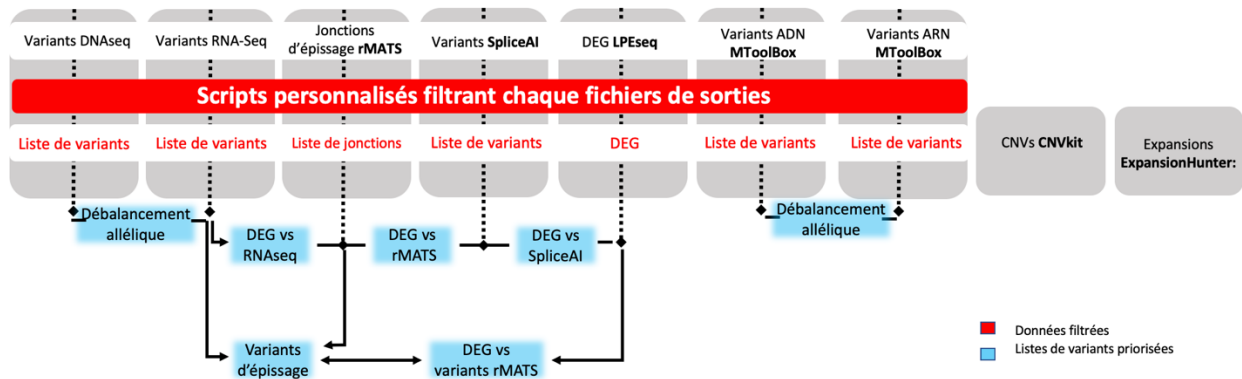 Variants DNAseq
Variants RNA-Seq
Jonctions
d'épissage rMATS
Variants SpliceAI
DEG LPEseq
Variants ADN
MToolBox
Variants ARN
MToolBox
Scripts personnalisés filtrant chaque fichiers de sorties
Liste de variants
Liste de variants
Liste de jonctions
Liste de variants
DEG
Liste de variants
Liste de variants
CNVs CNVkit
Expansions
ExpansionHunter:
Débalancement
allélique
DEG vs
RNAseq
DEG vs
rMATS
DEG vs
SpliceAI
Débalancement
allélique
Variants
d'épissage
DEG vs
variants rMATS
Données filtrées
Listes de variants priorisées